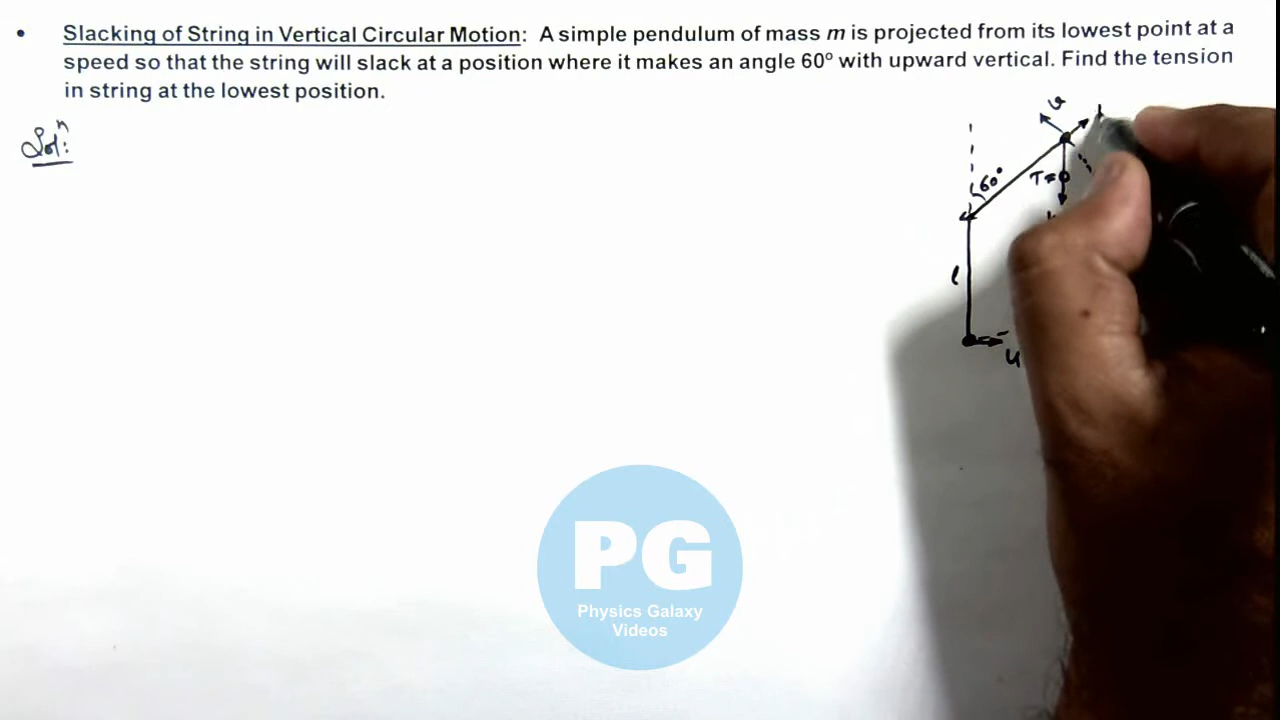 • Slacking of String in Vertical Circular Motion: A simple pendulum of mass m is projected from its lowest point at a
speed so that the string will slack at a position where it makes an angle 60º with upward vertical. Find the tension
in string at the lowest position.
Solⁿ:
60°
T=0
l
u
PG
Physics Galaxy
Videos